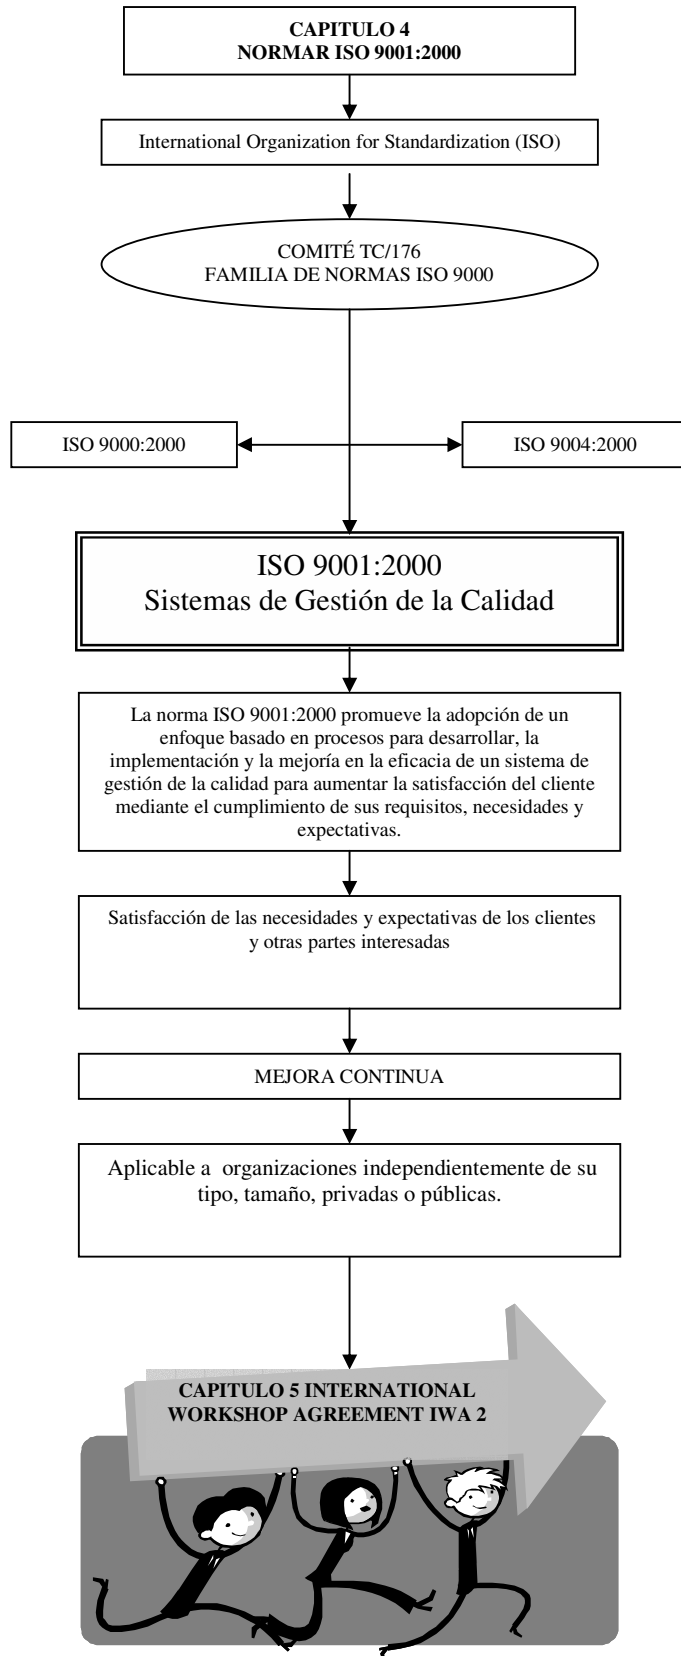 CAPITULO 4
NORMAR ISO 9001:2000
International Organization for Standardization (ISO)
COMITÉ TC/176
FAMILIA DE NORMAS ISO 9000
ISO 9000:2000
ISO 9004:2000
ISO 9001:2000
Sistemas de Gestión de la Calidad
La norma ISO 9001:2000 promueve la adopción de un
enfoque basado en procesos para desarrollar, la
implementación y la mejoría en la eficacia de un sistema de
gestión de la calidad para aumentar la satisfacción del cliente
mediante el cumplimiento de sus requisitos, necesidades y
expectativas.
Satisfacción de las necesidades y expectativas de los clientes
y otras partes interesadas
MEJORA CONTINUA
Aplicable a organizaciones independientemente de su
tipo, tamaño, privadas o públicas.
CAPITULO 5 INTERNATIONAL
WORKSHOP AGREEMENT IWA 2